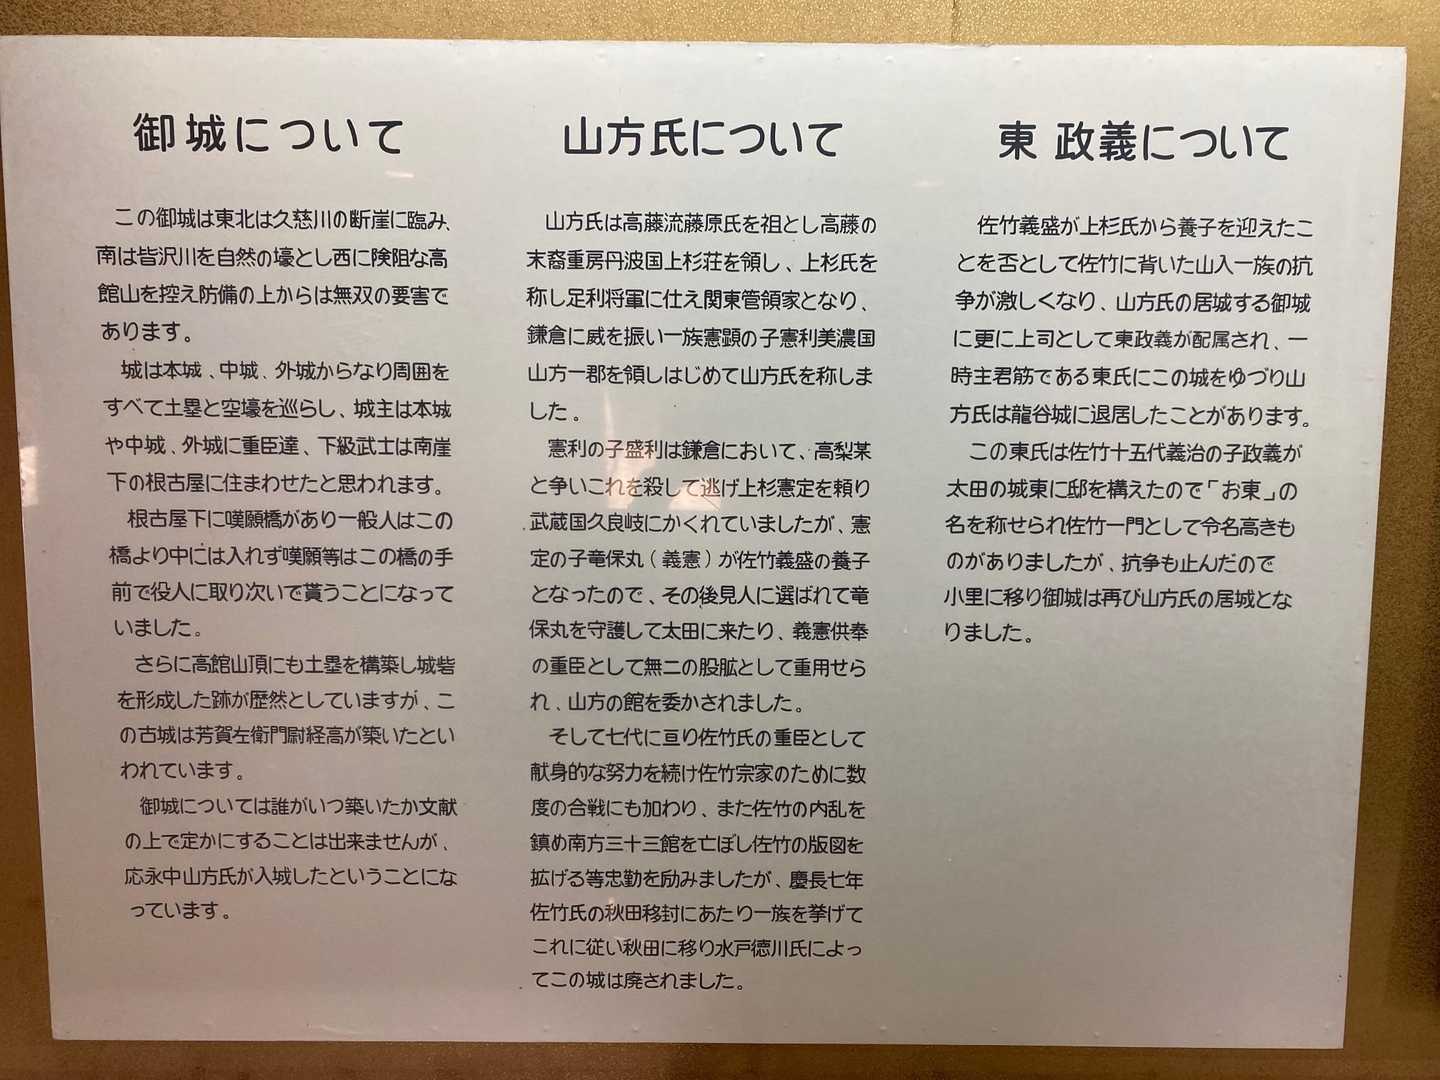 御城について
この御城は東北は久慈川の断崖に臨み、
南は皆沢川を自然の壕とし西に険阻な高
館山を控え防備の上からは無双の要害で
あります。
城は本城、中城、外城からなり周囲を
すべて土塁と空壕を巡らし、城主は本城
や中城、外城に重臣達、下級武士は南崖
下の根古屋に住まわせたと思われます。
根古屋下に嘆願橋があり一般人はこの
橋より中には入れず嘆願等はこの橋の手
前で役人に取り次いで貰うことになって
いました。
さらに高館山頂にも土塁を構築し城砦
を形成した跡が歴然としていますが、こ
の古城は芳賀左衛門尉経高が築いたとい
われています。
御城については誰がいつ築いたか文献
の上で定かにすることは出来ませんが、
応永中山方氏が入城したということにな
っています。
山方氏について
山方氏は高藤流藤原氏を祖とし高藤の
末裔重房丹波国上杉荘を領し、上杉氏を
称し足利将軍に仕え関東管領家となり、
鎌倉に威を振い一族憲顕の子憲利美濃国
山方一郡を領しはじめて山方氏を称しま
した。
憲利の子盛利は鎌倉において、高梨某
と争いこれを殺して逃げ上杉憲定を頼り
武蔵国久良岐にかくれていましたが、憲
定の子竜保丸(義憲)が佐竹義盛の養子
となったので、その後見人に選ばれて竜
保丸を守護して太田に来たり、義憲供奉
の重臣として無二の股肱として重用せら
れ、山方の館を委かされました。
そして七代に亘り佐竹氏の重臣として
献身的な努力を続け佐竹宗家のために数
度の合戦にも加わり、また佐竹の内乱を
鎮め南方三十三館を亡ぼし佐竹の版図を
拡げる等忠勤を励みましたが、慶長七年
佐竹氏の秋田移封にあたり一族を挙げて
これに従い秋田に移り水戸徳川氏によっ
てこの城は廃されました。
東 政義について
佐竹義盛が上杉氏から養子を迎えたこ
とを否として佐竹に背いた山入一族の抗
争が激しくなり、山方氏の居城する御城
に更に上司として東政義が配属され、一
時主君筋である東氏にこの城をゆづり山
方氏は龍谷城に退居したことがあります。
この東氏は佐竹十五代義治の子政義が
太田の城東に邸を構えたので「お東」の
名を称せられ佐竹一門として令名高きも
のがありましたが、抗争も止んだので
小里に移り御城は再び山方氏の居城とな
りました。